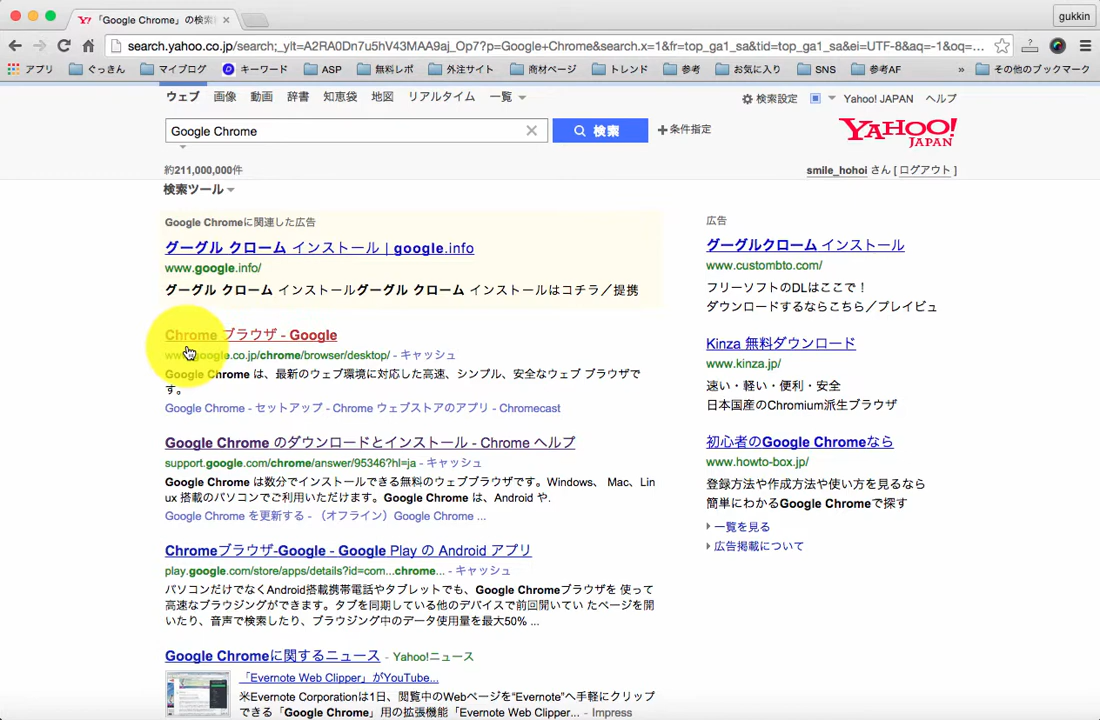 「Google Chrome」の検索
gukkin
search.yahoo.co.jp/search;_ylt=A2RA0Dn7u5hV43MAA9aj_Op7?p=Google+Chrome&search.x=1&fr=top_ga1_sa&tid=top_ga1_sa&ei=UTF-8&aq=-1&oq=...
アプリ ぐっきん マイブログ キーワード ASP 無料レポ 外注サイト 商材ページ トレンド 参考 お気に入り SNS 参考AF » その他のブックマーク
ウェブ 画像 動画 辞書 知恵袋 地図 リアルタイム 一覧 検索設定 Yahoo! JAPAN ヘルプ
Google Chrome 検索 +条件指定
YAHOO! JAPAN
約211,000,000件
smile_hohoi さん [ ログアウト ]
検索ツール
Google Chromeに関連した広告
グーグル クローム インストール | google.info
www.google.info/
グーグル クローム インストールグーグル クローム インストールはコチラ／提携
Chrome ブラウザ - Google
www.google.co.jp/chrome/browser/desktop/ - キャッシュ
Google Chrome は、最新のウェブ環境に対応した高速、シンプル、安全なウェブ ブラウザで
す。
Google Chrome - セットアップ - Chrome ウェブストアのアプリ - Chromecast
Google Chrome のダウンロードとインストール - Chrome ヘルプ
support.google.com/chrome/answer/95346?hl=ja - キャッシュ
Google Chrome は数分でインストールできる無料のウェブブラウザです。Windows、 Mac、Lin
ux 搭載のパソコンでご利用いただけます。Google Chrome は、Android や.
Google Chrome を更新する - （オフライン）Google Chrome ...
Chromeブラウザ-Google - Google Play の Android アプリ
play.google.com/store/apps/details?id=com...chrome... - キャッシュ
パソコンだけでなくAndroid搭載携帯電話やタブレットでも、Google Chromeブラウザを 使って
高速なブラウジングができます。タブを同期している他のデバイスで前回開いてい たページを開
いたり、音声で検索したり、ブラウジング中のデータ使用量を最大50% ...
Google Chromeに関するニュース - Yahoo!ニュース
「Evernote Web Clipper」がYouTube...
米Evernote Corporationは1日、閲覧中のWebページを“Evernote”へ手軽にクリップ
できる「Google Chrome」用の拡張機能「Evernote Web Clipper... - Impress
広告
グーグルクローム インストール
www.custombto.com/
フリーソフトのDLはここで！
ダウンロードするならこちら／プレイビュ
Kinza 無料ダウンロード
www.kinza.jp/
速い・軽い・便利・安全
日本国産のChromium派生ブラウザ
初心者のGoogle Chromeなら
www.howto-box.jp/
登録方法や作成方法や使い方を見るなら
簡単にわかるGoogle Chromeで探す
一覧を見る
広告掲載について